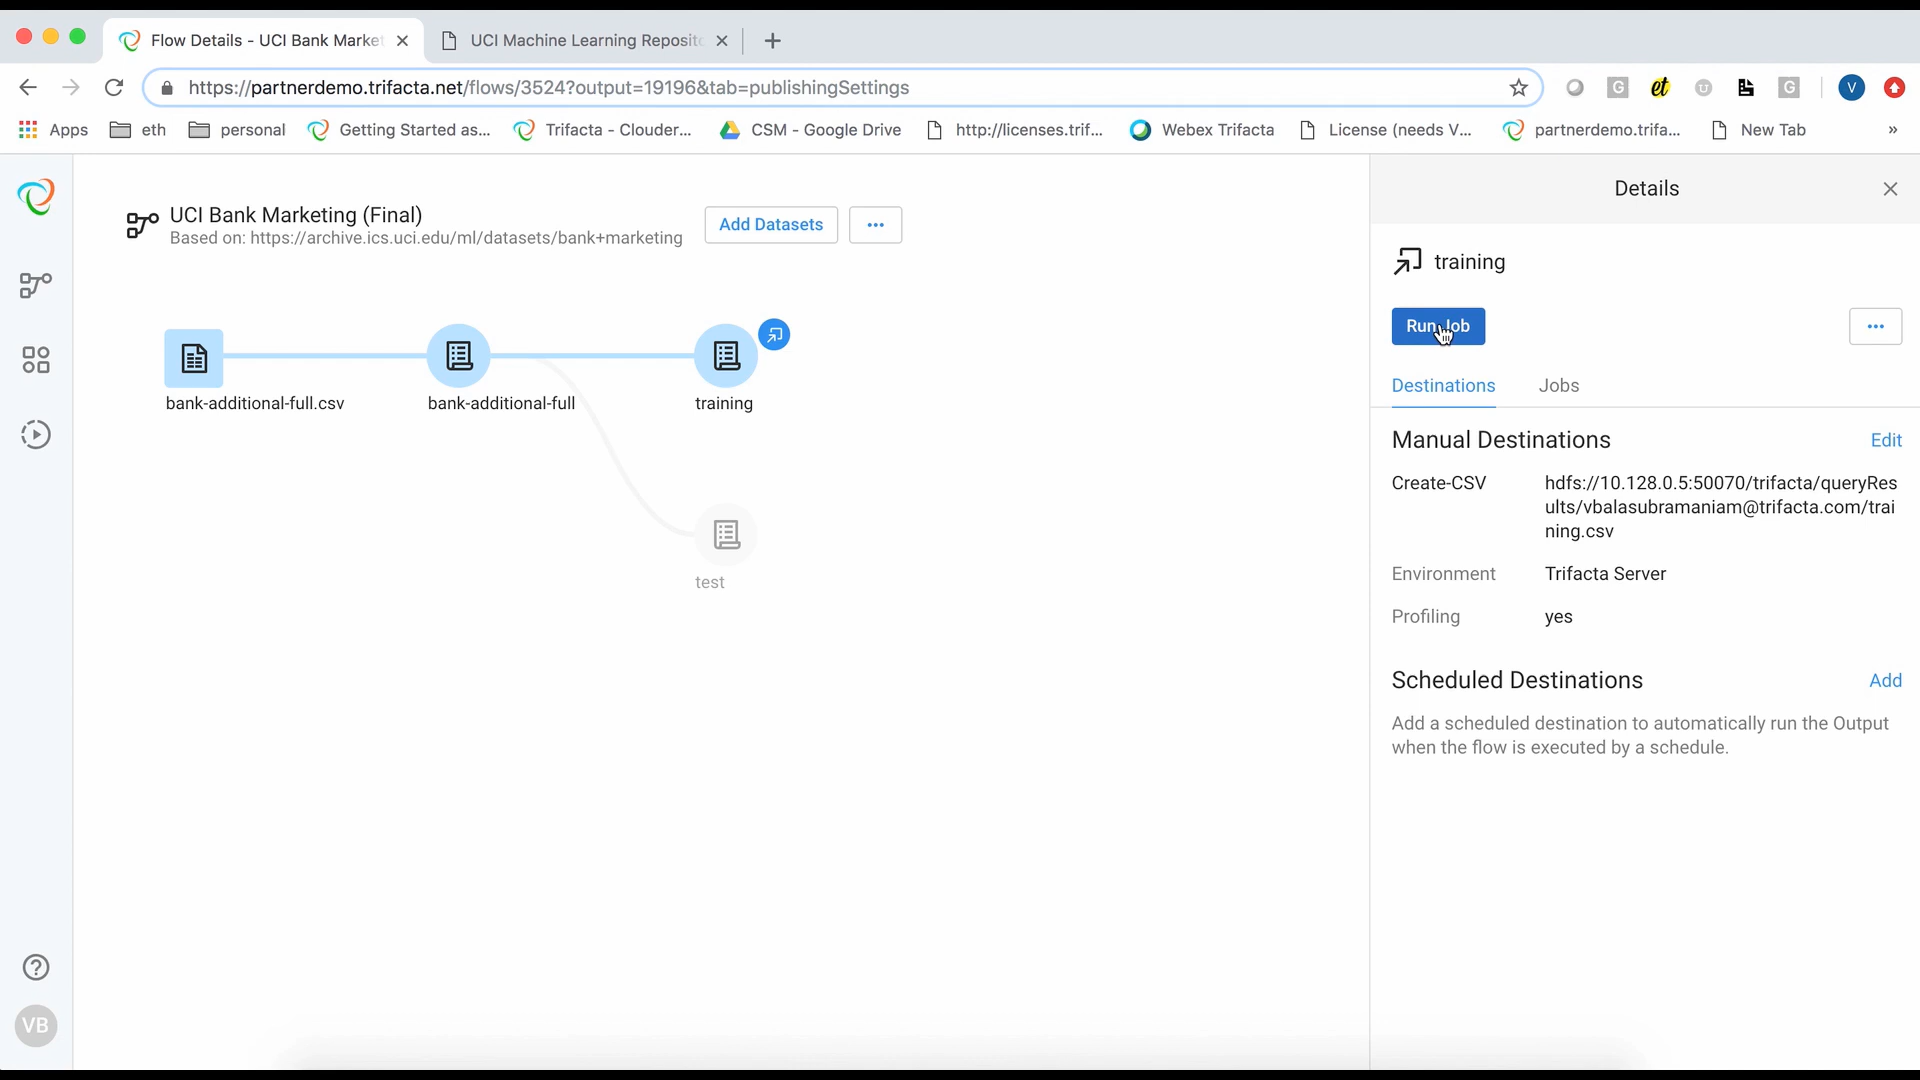 Flow Details - UCI Bank Market
UCI Machine Learning Reposito
https://partnerdemo.trifacta.net/flows/3524?output=19196&tab=publishingSettings
G
et
G
V
Apps
eth
personal
Getting Started as...
Trifacta - Clouder...
CSM - Google Drive
http://licenses.trif...
Webex Trifacta
License (needs V...
partnerdemo.trifa...
New Tab
»
UCI Bank Marketing (Final)
Based on: https://archive.ics.uci.edu/ml/datasets/bank+marketing
Add Datasets
...
bank-additional-full.csv
bank-additional-full
training
test
Details
training
Run Job
...
Destinations
Jobs
Manual Destinations
Edit
Create-CSV
hdfs://10.128.0.5:50070/trifacta/queryRes
ults/vbalasubramaniam@trifacta.com/trai
ning.csv
Environment
Trifacta Server
Profiling
yes
Scheduled Destinations
Add
Add a scheduled destination to automatically run the Output
when the flow is executed by a schedule.
?
VB